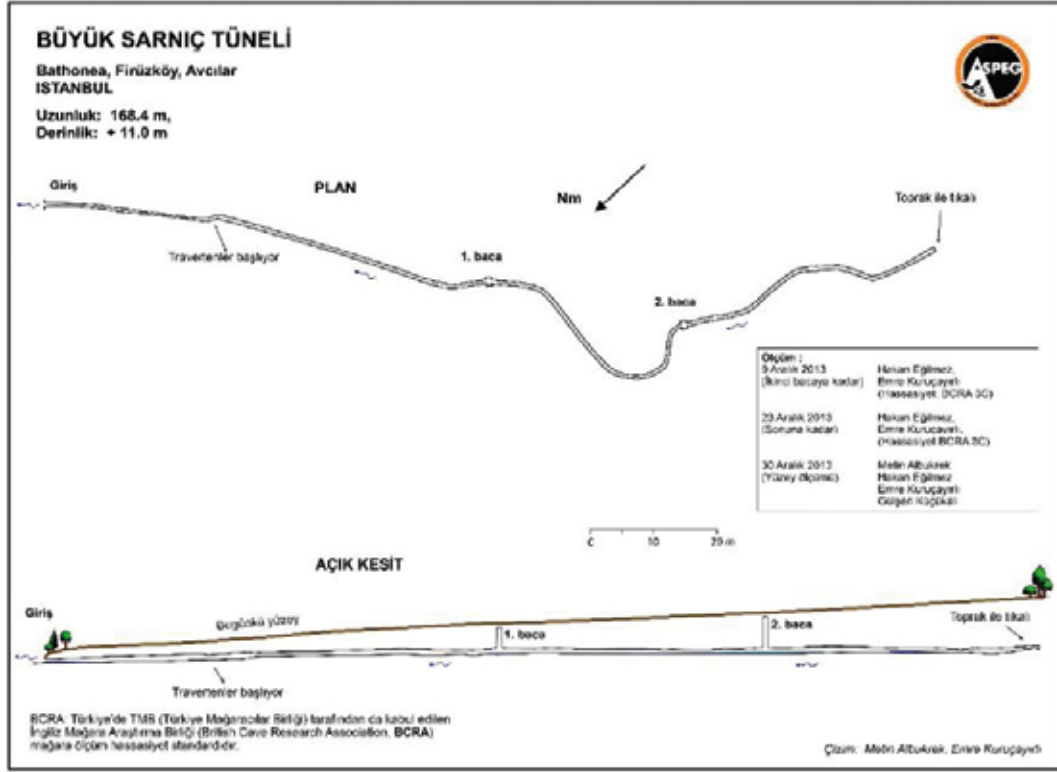 BÜYÜK SARNIÇ TÜNELİ
Bathonea, Firüzköy, Avcılar
ISTANBUL
Uzunluk: 168.4 m,
Derinlik: + 11.0 m
ASPEG
Giriş
PLAN
Nm
Toprak ile tıkalı
Travertenler başlıyor
1. baca
2. baca
Ölçüm :
9 Aralık 2013
(İkinci bacaya kadar)
Hakan Eğilmez,
Emre Kuruçayırlı
(Hassasiyet: BCRA 5C)
23 Aralık 2013
(Sonuna kadar)
Hakan Eğilmez,
Emre Kuruçayırlı,
(Hassasiyet BCRA 3C)
30 Aralık 2013
(Yüzey ölçümü)
Metin Albukrek
Hakan Eğilmez
Emre Kuruçayırlı
Gülşen Küçükali
10
20 m
AÇIK KESİT
Giriş
Bugünkü yüzey
1. baca
2. baca
Toprak ile tıkalı
Travertenler başlıyor
BCRA: Türkiye'de TMB (Türkiye Mağaracılar Birliği) tarafından da kabul edilen
İngiliz Mağara Araştırma Birliği (British Cave Research Association, BCRA)
mağara ölçüm hassasiyet standardıdır.
Çizim: Metin Albukrek, Emre Kuruçayırlı